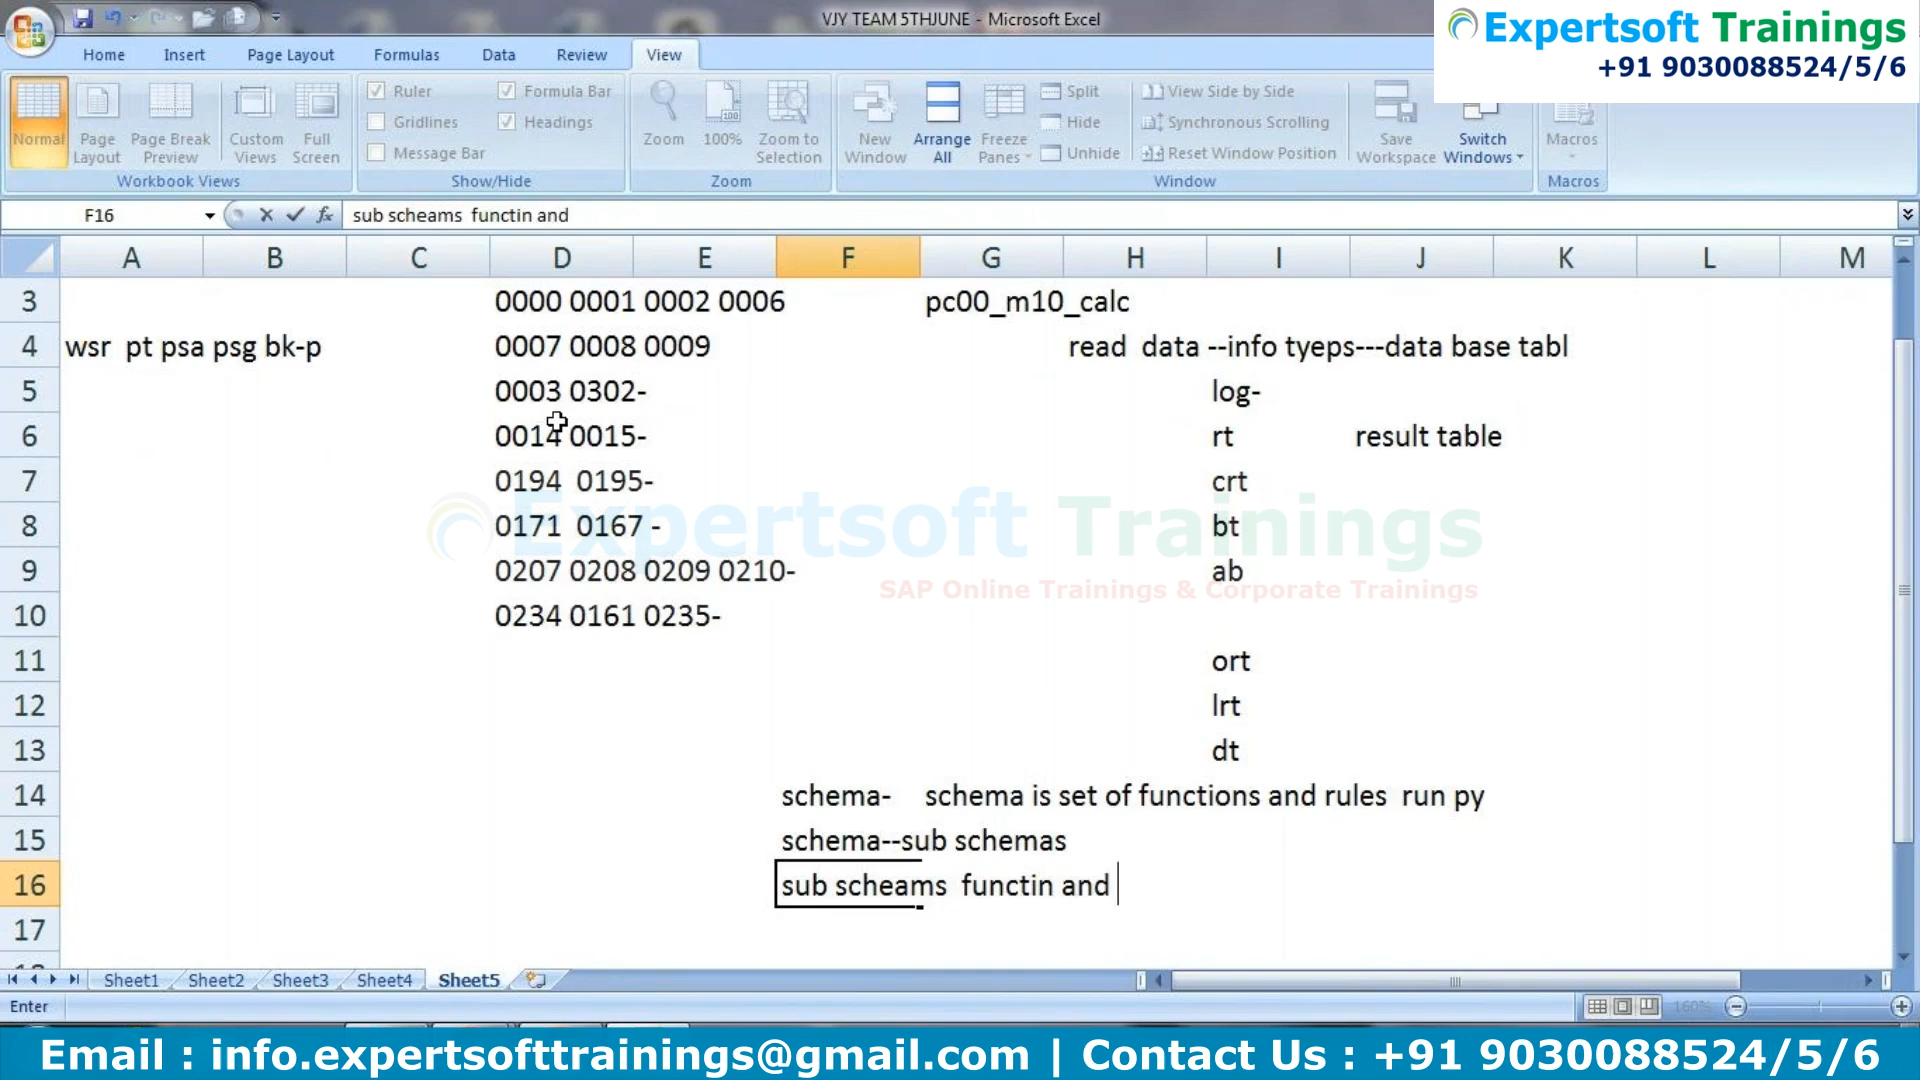 VJY TEAM 5THJUNE - Microsoft Excel
Expertsoft Trainings
+91 9030088524/5/6
Home Insert Page Layout Formulas Data Review View
Normal
Page Layout
Page Break Preview
Custom Views
Full Screen
Workbook Views
Ruler
Gridlines
Message Bar
Formula Bar
Headings
Show/Hide
Zoom
100%
Zoom to Selection
Zoom
New Window
Arrange All
Freeze Panes
Split
Hide
Unhide
View Side by Side
Synchronous Scrolling
Reset Window Position
Save Workspace
Switch Windows
Window
Macros
Macros
F16 fx sub scheams  functin and
A B C D E F G H I J K L M
3 0000 0001 0002 0006 pc00_m10_calc
4 wsr  pt psa psg bk-p 0007 0008 0009 read  data --info tyeps---data base tabl
5 0003 0302- log-
6 0014 0015- rt result table
7 0194  0195- crt
8 0171  0167 - bt
9 0207 0208 0209 0210- ab
10 0234 0161 0235-
11 ort
12 lrt
13 dt
14 schema- schema is set of functions and rules  run py
15 schema--sub schemas
16 sub scheams  functin and
17
Expertsoft Trainings
SAP Online Trainings & Corporate Trainings
Sheet1 Sheet2 Sheet3 Sheet4 Sheet5
Enter
160%
Email : info.expertsofttrainings@gmail.com | Contact Us : +91 9030088524/5/6